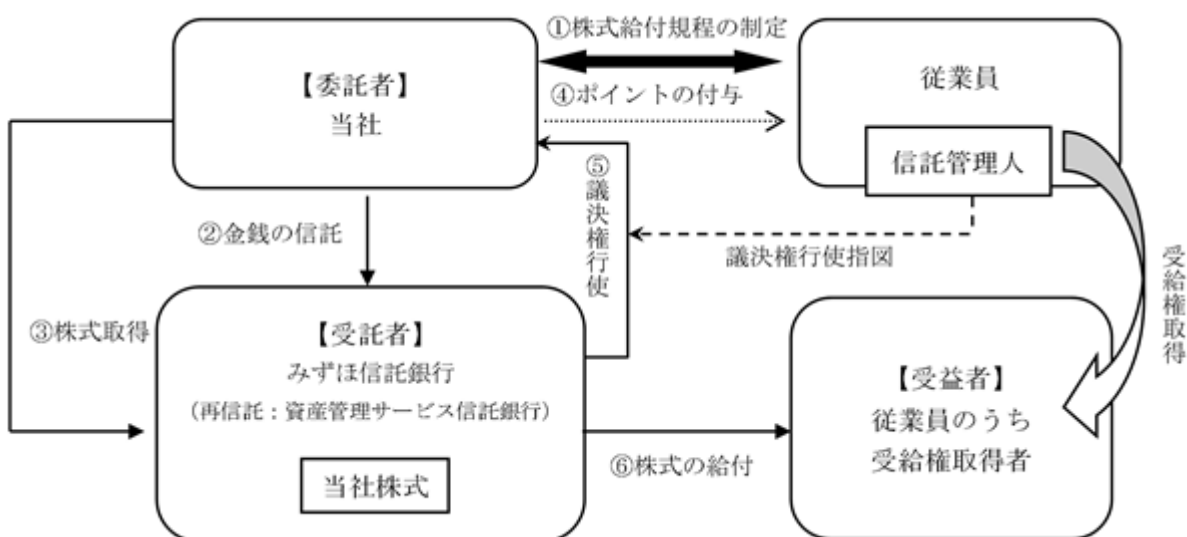 ①株式給付規程の制定
【委託者】
当社
④ポイントの付与
従業員
信託管理人
②金銭の信託
⑤議決権行使
議決権行使指図
受給権取得
③株式取得
【受託者】
みずほ信託銀行
(再信託：資産管理サービス信託銀行)
当社株式
⑥株式の給付
【受益者】
従業員のうち
受給権取得者